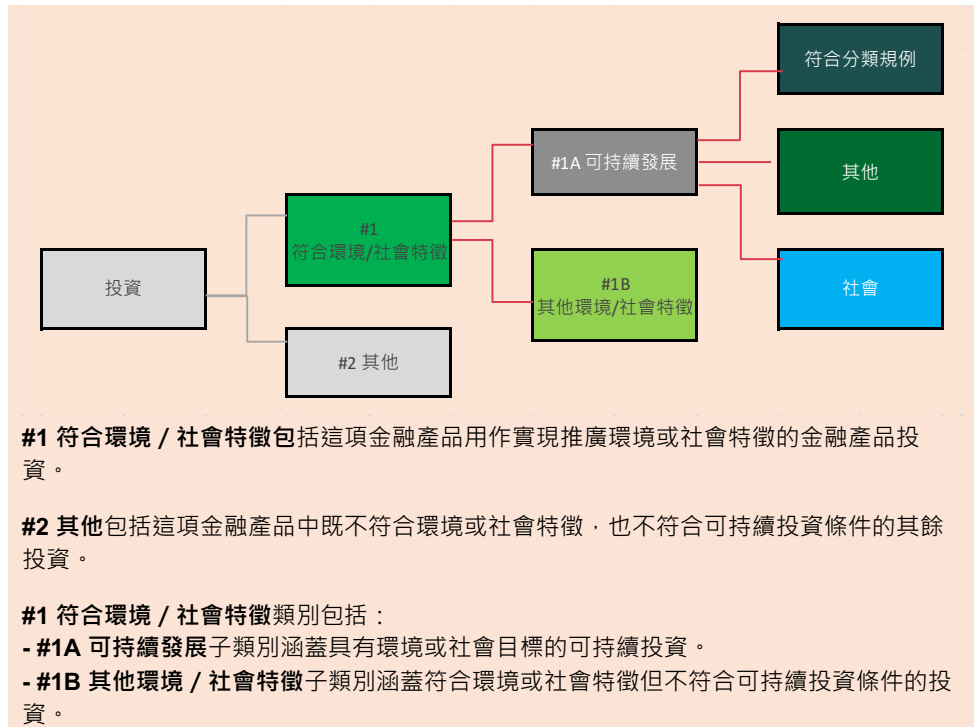 符合分類規例
#1A 可持續發展
其他
#1
符合環境/社會特徵
投資
#1B
其他環境/社會特徵
社會
#2 其他
#1 符合環境 / 社會特徵包括這項金融產品用作實現推廣環境或社會特徵的金融產品投
資。
#2 其他包括這項金融產品中既不符合環境或社會特徵，也不符合可持續投資條件的其餘
投資。
#1 符合環境 / 社會特徵類別包括：
- #1A 可持續發展子類別涵蓋具有環境或社會目標的可持續投資。
- #1B 其他環境 / 社會特徵子類別涵蓋符合環境或社會特徵但不符合可持續投資條件的投
資。